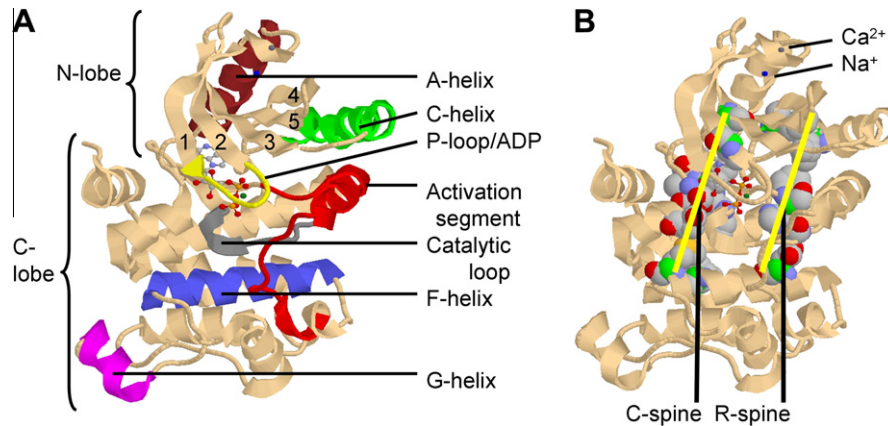 A
N-lobe
C-
lobe
1 2 3 4 5
A-helix
C-helix
P-loop/ADP
Activation
segment
Catalytic
loop
F-helix
G-helix
B
Ca²⁺
Na⁺
C-spine R-spine